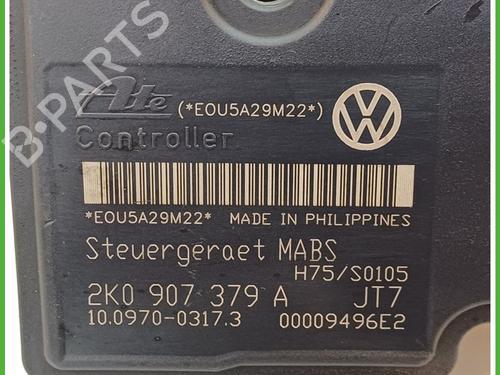 B-PARTS
Ate (*EOU5A29M22*)
Controller
*EOU5A29M22* MADE IN PHILIPPINES
Steuergeraet MABS
H75/S0105
2K0 907 379 A JT7
10.0970-0317.3 00009496E2